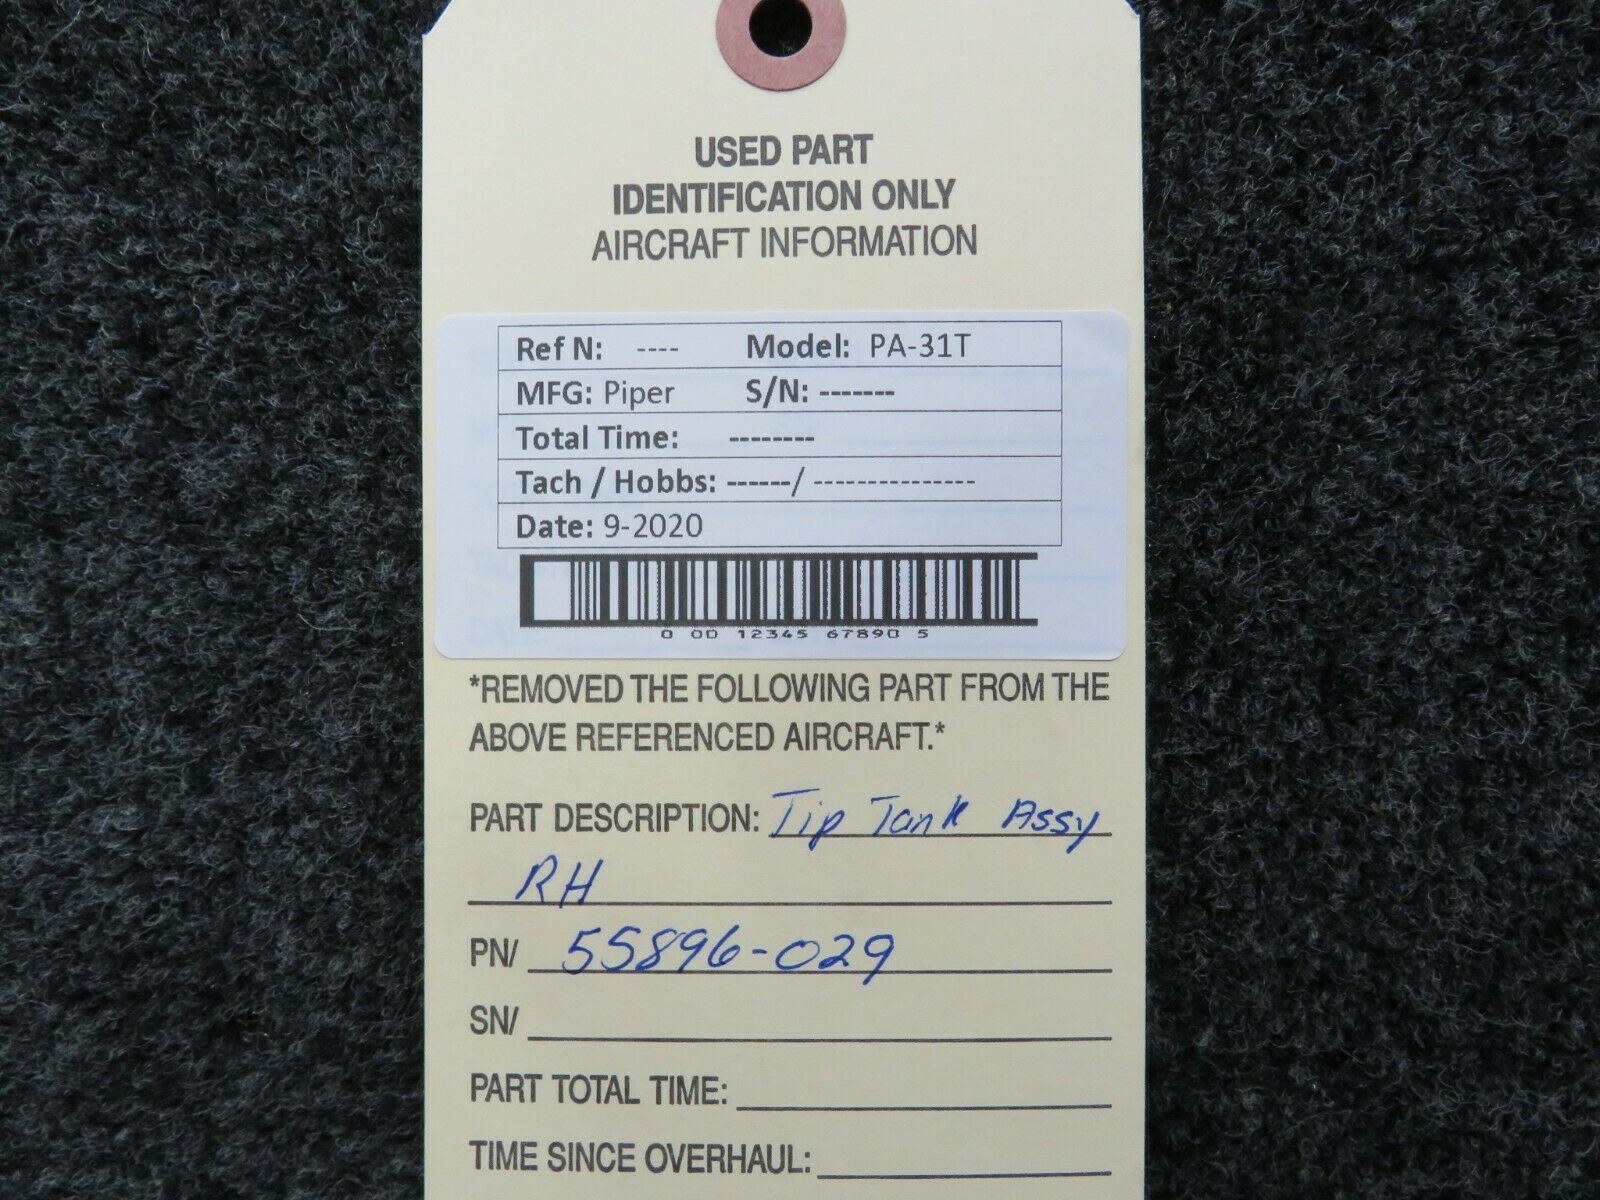 USED PART
IDENTIFICATION ONLY
AIRCRAFT INFORMATION
Ref N: ---- Model: PA-31T
MFG: Piper S/N: -------
Total Time: --------
Tach / Hobbs: ------/ ---------------
Date: 9-2020
0 00 12345 67890 5
*REMOVED THE FOLLOWING PART FROM THE
ABOVE REFERENCED AIRCRAFT.*
PART DESCRIPTION: Tip Tank Assy
RH
PN/ 55896-029
SN/
PART TOTAL TIME:
TIME SINCE OVERHAUL: